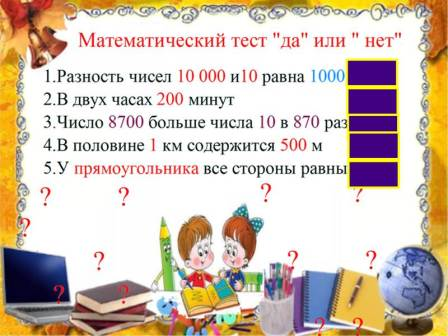 Математический тест "да" или " нет"
1.Разность чисел 10 000 и10 равна 1000
2.В двух часах 200 минут
3.Число 8700 больше числа 10 в 870 раз
4.В половине 1 км содержится 500 м
5.У прямоугольника все стороны равны
? ? ? ?
?
? ? ?
? ?
? ?